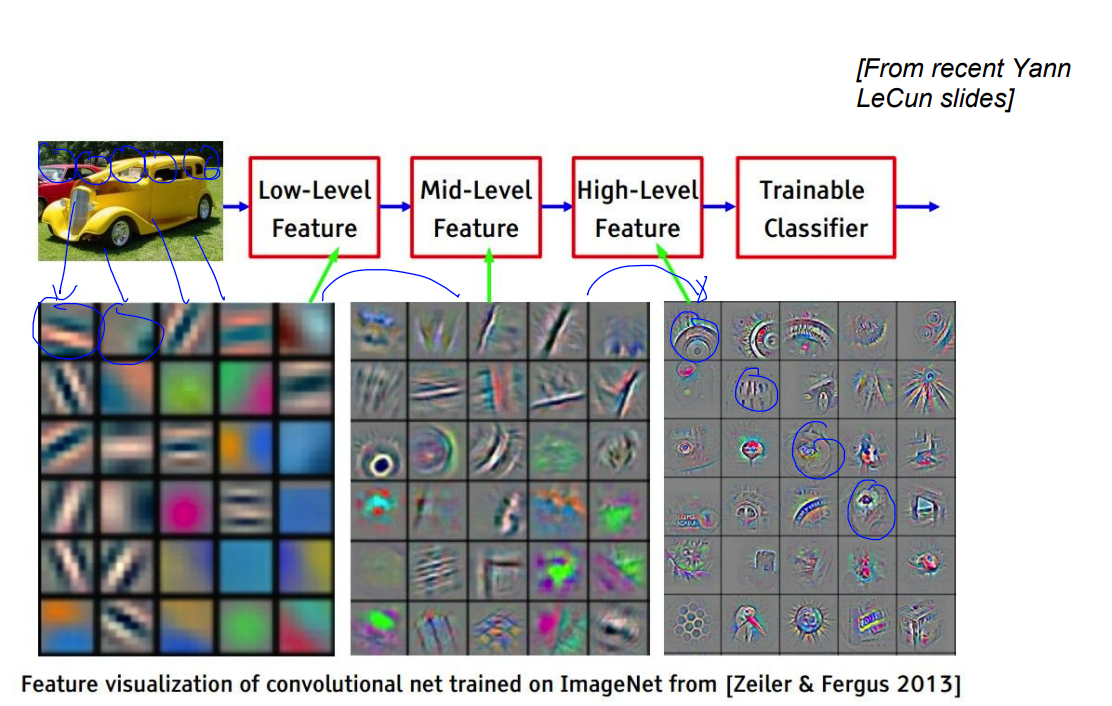 [From recent Yann
LeCun slides]
Low-Level
Feature
Mid-Level
Feature
High-Level
Feature
Trainable
Classifier
Feature visualization of convolutional net trained on ImageNet from [Zeiler & Fergus 2013]